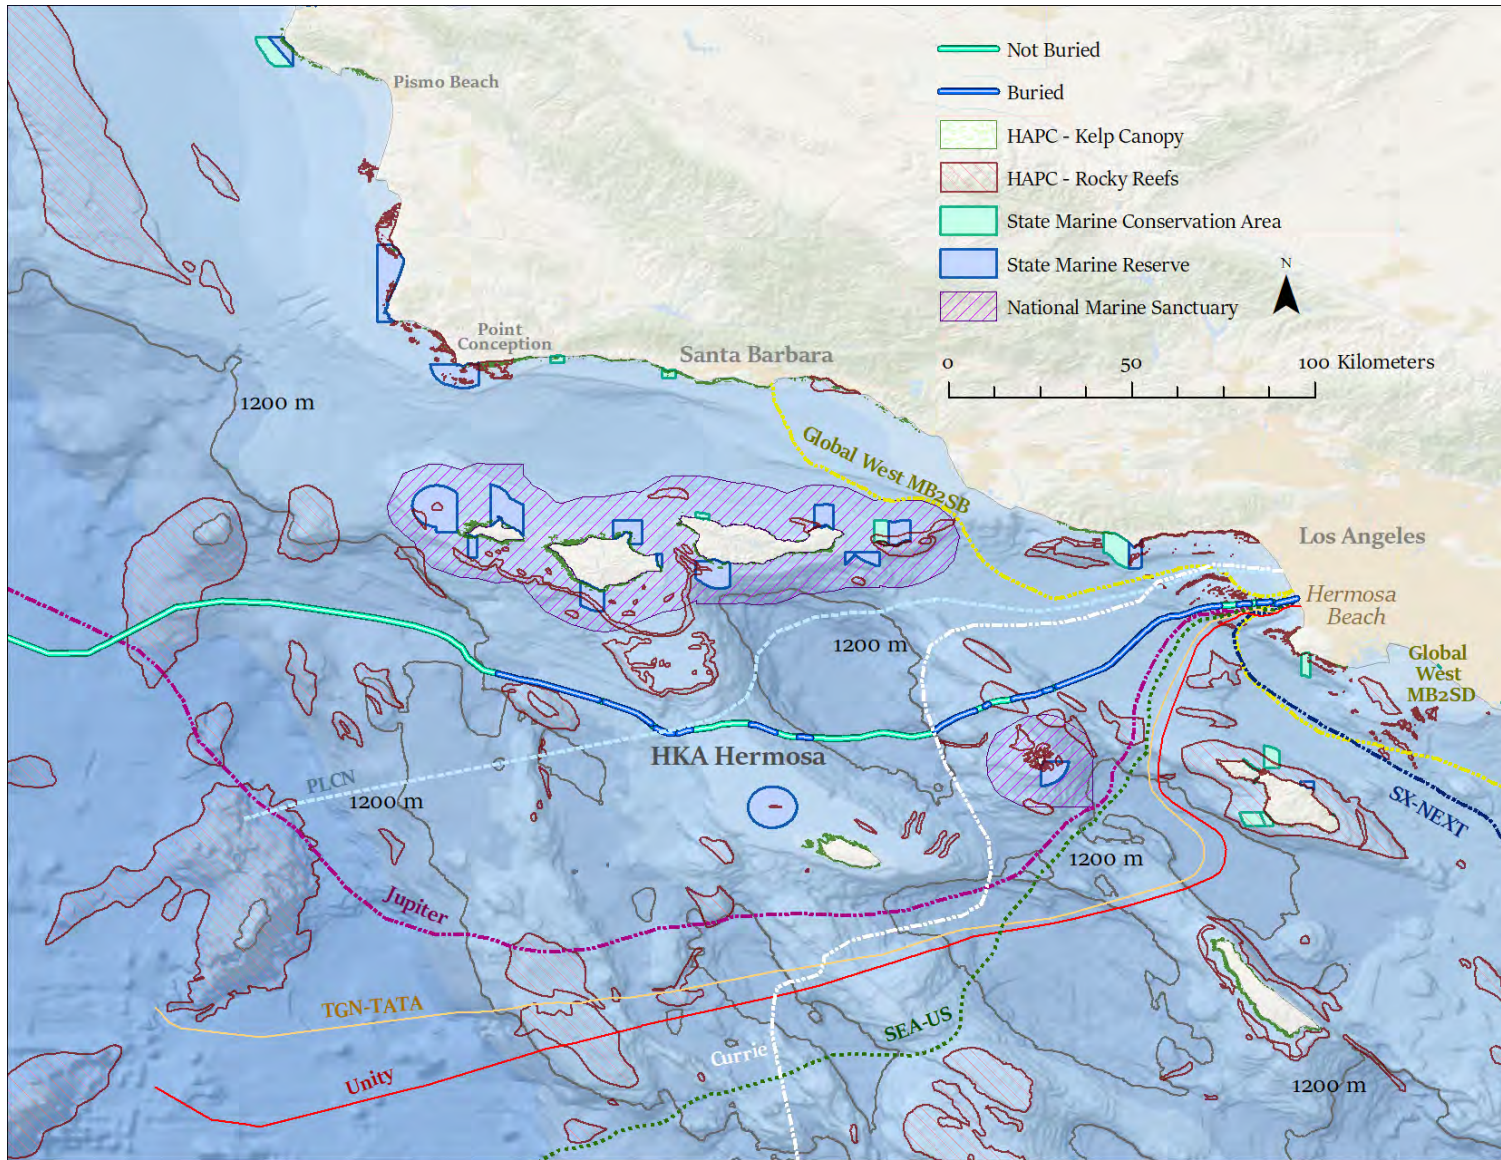 Not Buried
Buried
HAPC - Kelp Canopy
HAPC - Rocky Reefs
State Marine Conservation Area
State Marine Reserve
National Marine Sanctuary
N
0 50 100 Kilometers
Pismo Beach
Point
Conception
Santa Barbara
1200 m
Global West MB2SB
Los Angeles
Hermosa
Beach
1200 m
Global
West
MB2SD
HKA Hermosa
PLCN
1200 m
SX-NEXT
1200 m
Jupiter
TGN-TATA
SEA-US
Currie
Unity
1200 m